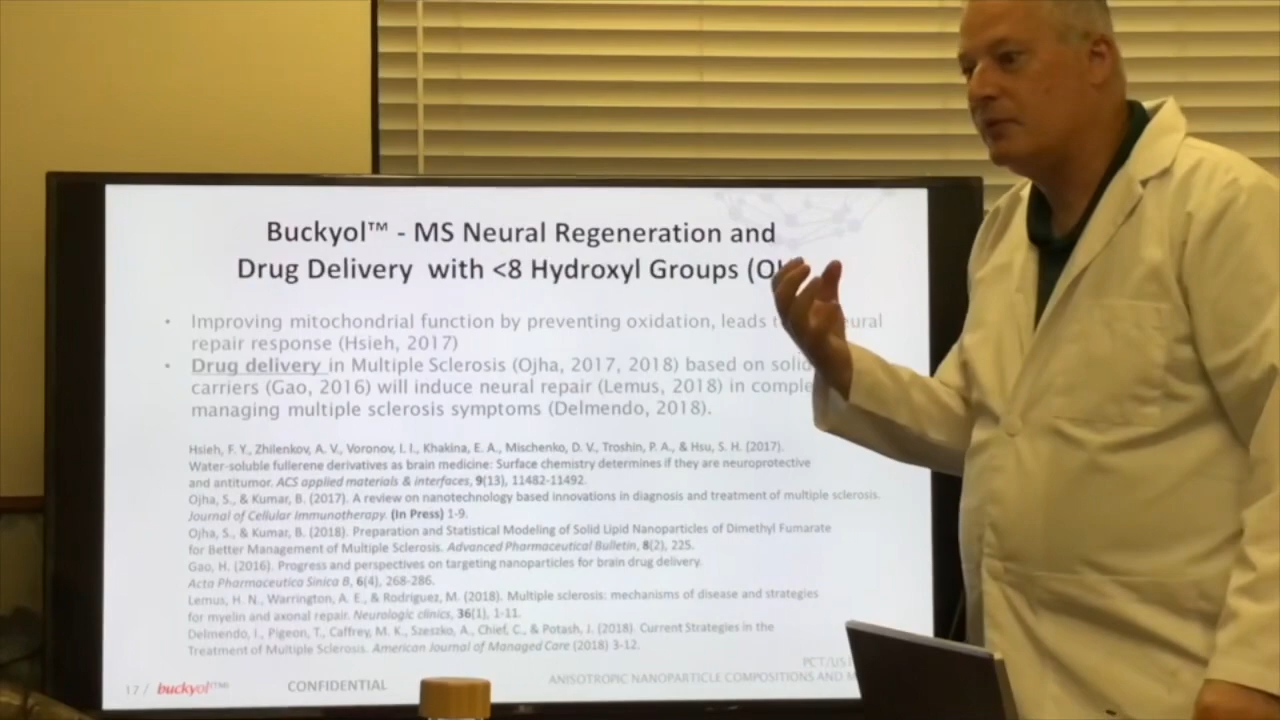 Buckyol™ - MS Neural Regeneration and
Drug Delivery with <8 Hydroxyl Groups
• Improving mitochondrial function by preventing oxidation, leads
repair response (Hsieh, 2017)
• Drug delivery in Multiple Sclerosis (Ojha, 2017, 2018) based on solid
carriers (Gao, 2016) will induce neural repair (Lemus, 2018) in
managing multiple sclerosis symptoms (Delmendo, 2018).
Hsieh, F. Y., Zhilenkov, A. V., Voronov, I. I., Khakina, E. A., Mischenko, D. V., Troshin, P. A., & Hsu, S. H. (2017).
Water-soluble fullerene derivatives as brain medicine: Surface chemistry determines if they are neuroprotective
and antitumor. ACS applied materials & interfaces, 9(13), 11482-11492.
Ojha, S., & Kumar, B. (2017). A review on nanotechnology based innovations in diagnosis and treatment of multiple sclerosis.
Journal of Cellular Immunotherapy. (In Press) 1-9.
Ojha, S., & Kumar, B. (2018). Preparation and Statistical Modeling of Solid Lipid Nanoparticles of Dimethyl Fumarate
for Better Management of Multiple Sclerosis. Advanced Pharmaceutical Bulletin, 8(2), 225.
Gao, H. (2016). Progress and perspectives on targeting nanoparticles for brain drug delivery.
Acta Pharmaceutica Sinica B, 6(4), 268-286.
Lemus, H. N., Warrington, A. E., & Rodriguez, M. (2018). Multiple sclerosis: mechanisms of disease and strategies
for myelin and axonal repair. Neurologic clinics, 36(1), 1-11.
Delmendo, I., Pigeon, T., Caffrey, M. K., Szeszko, A., Chief, C., & Potash, J. (2018). Current Strategies in the
Treatment of Multiple Sclerosis. American Journal of Managed Care (2018) 3-12.
PCT/US
17 / buckyol CONFIDENTIAL ANISOTROPIC NANOPARTICLE COMPOSITIONS AND